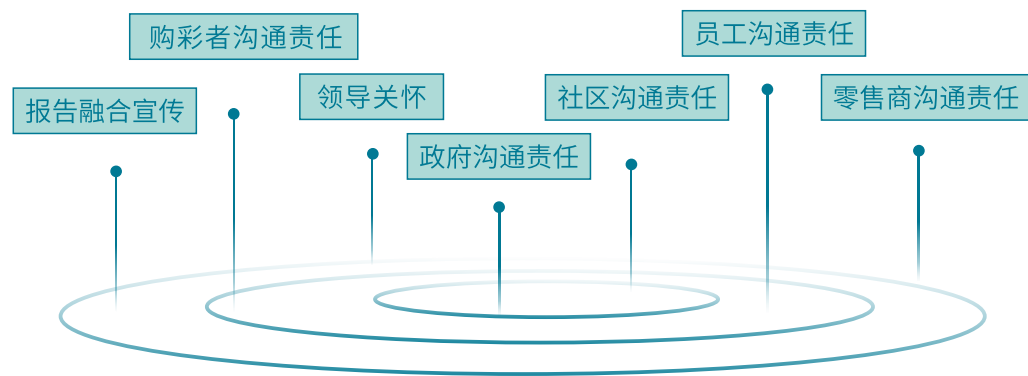 报告融合宣传
购彩者沟通责任
领导关怀
政府沟通责任
社区沟通责任
员工沟通责任
零售商沟通责任